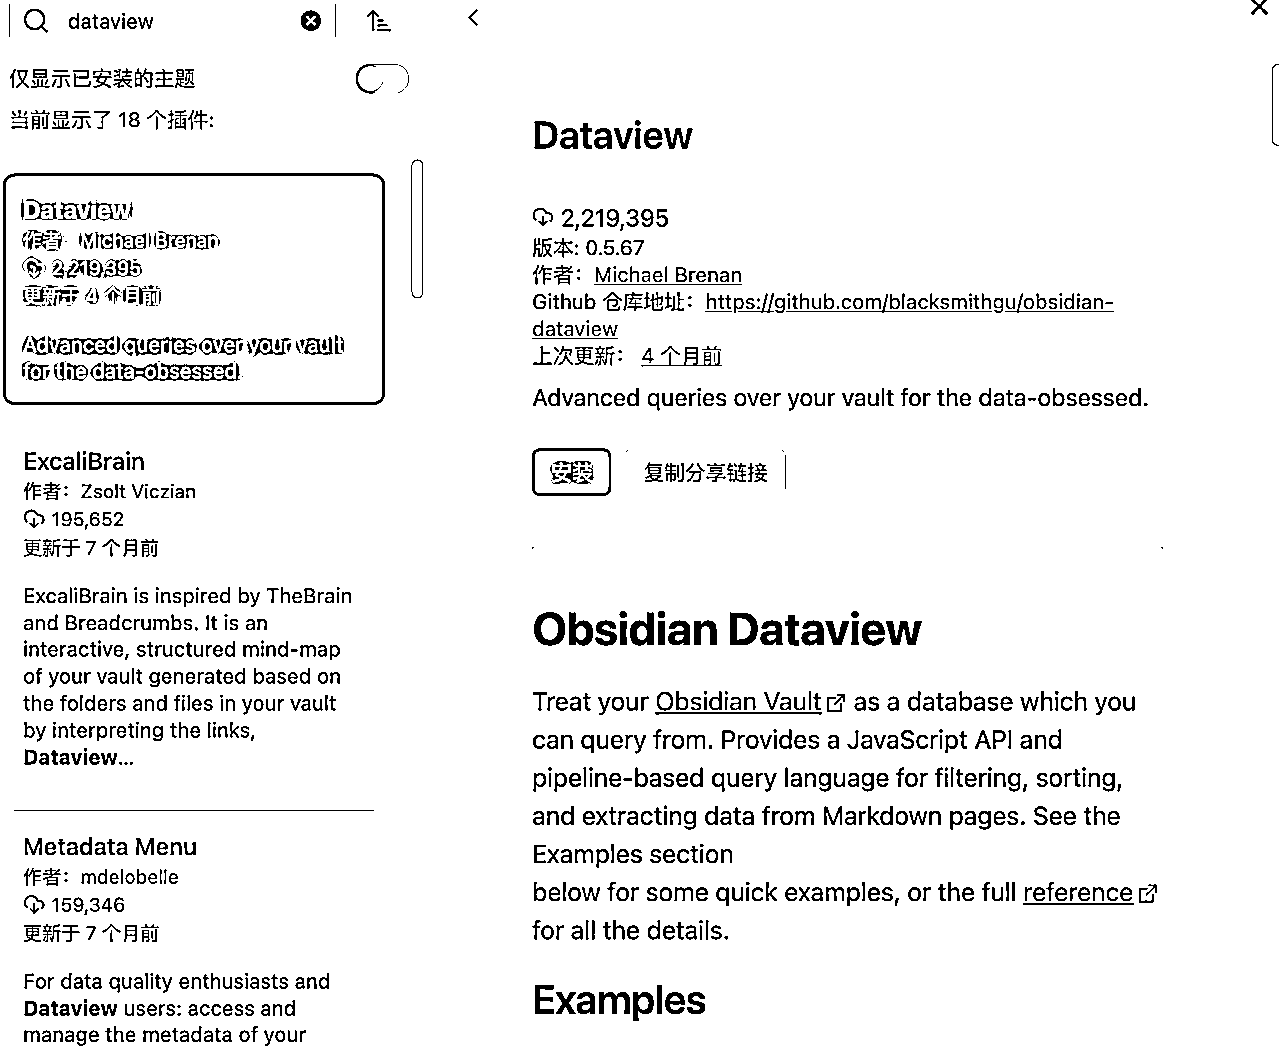 dataview
仅显示已安装的主题
当前显示了 18 个插件:
Dataview
作者: Michael Brenan
2,219,395
更新于 4 个月前
Advanced queries over your vault
for the data-obsessed.
ExcaliBrain
作者: Zsolt Viczian
195,652
更新于 7 个月前
ExcaliBrain is inspired by TheBrain
and Breadcrumbs. It is an
interactive, structured mind-map
of your vault generated based on
the folders and files in your vault
by interpreting the links,
Dataview...
Metadata Menu
作者: mdelobelle
159,346
更新于 7 个月前
For data quality enthusiasts and
Dataview users: access and
manage the metadata of your
Dataview
2,219,395
版本: 0.5.67
作者: Michael Brenan
Github 仓库地址: https://github.com/blacksmithgu/obsidian-
dataview
上次更新: 4 个月前
Advanced queries over your vault for the data-obsessed.
安装
复制分享链接
Obsidian Dataview
Treat your Obsidian Vault as a database which you
can query from. Provides a JavaScript API and
pipeline-based query language for filtering, sorting,
and extracting data from Markdown pages. See the
Examples section
below for some quick examples, or the full reference
for all the details.
Examples